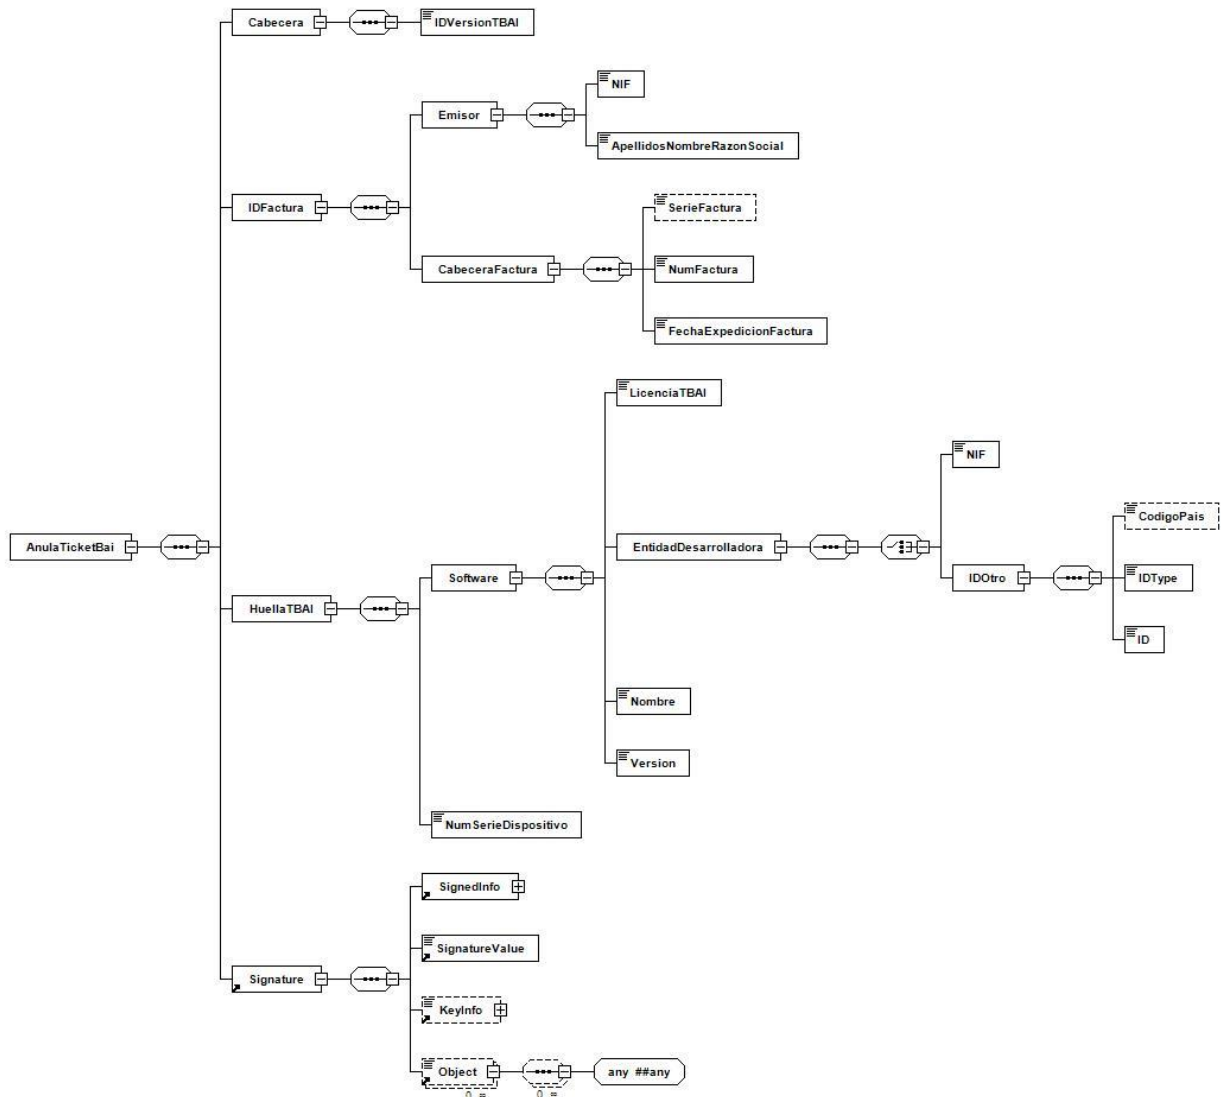 Cabecera
IDVersionTBAI
NIF
Emisor
ApellidosNombreRazonSocial
SerieFactura
IDFactura
CabeceraFactura
NumFactura
FechaExpedicionFactura
LicenciaTBAI
NIF
CodigoPais
AnulaTicketBai
EntidadDesarrolladora
Software
IDOtro
IDType
HuellaTBAI
ID
Nombre
Version
NumSerieDispositivo
SignedInfo
SignatureValue
Signature
KeyInfo
Object
any ##any